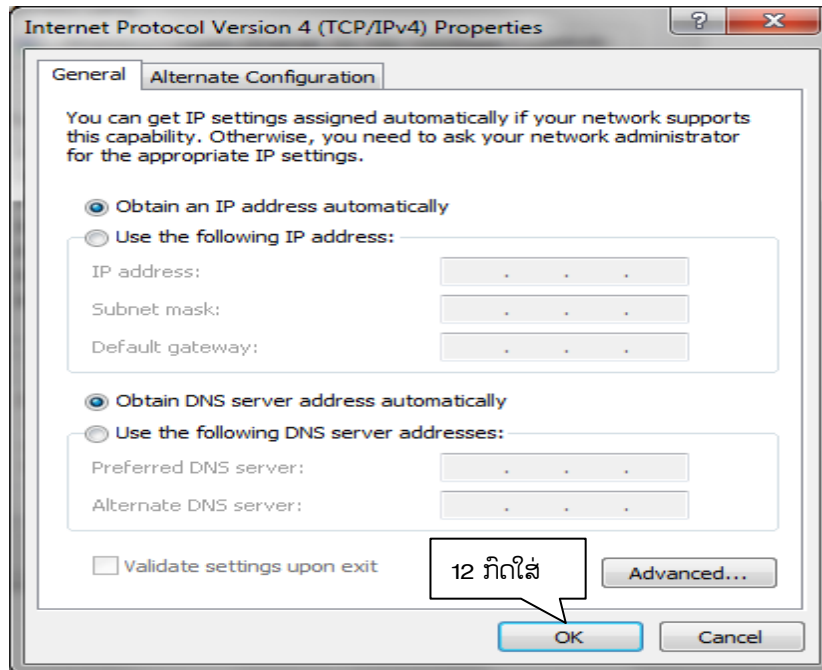 Internet Protocol Version 4 (TCP/IPv4) Properties
General
Alternate Configuration
You can get IP settings assigned automatically if your network supports
this capability. Otherwise, you need to ask your network administrator
for the appropriate IP settings.
Obtain an IP address automatically
Use the following IP address:
IP address:
Subnet mask:
Default gateway:
Obtain DNS server address automatically
Use the following DNS server addresses:
Preferred DNS server:
Alternate DNS server:
Validate settings upon exit
12 ກົດໃສ່
Advanced...
OK
Cancel